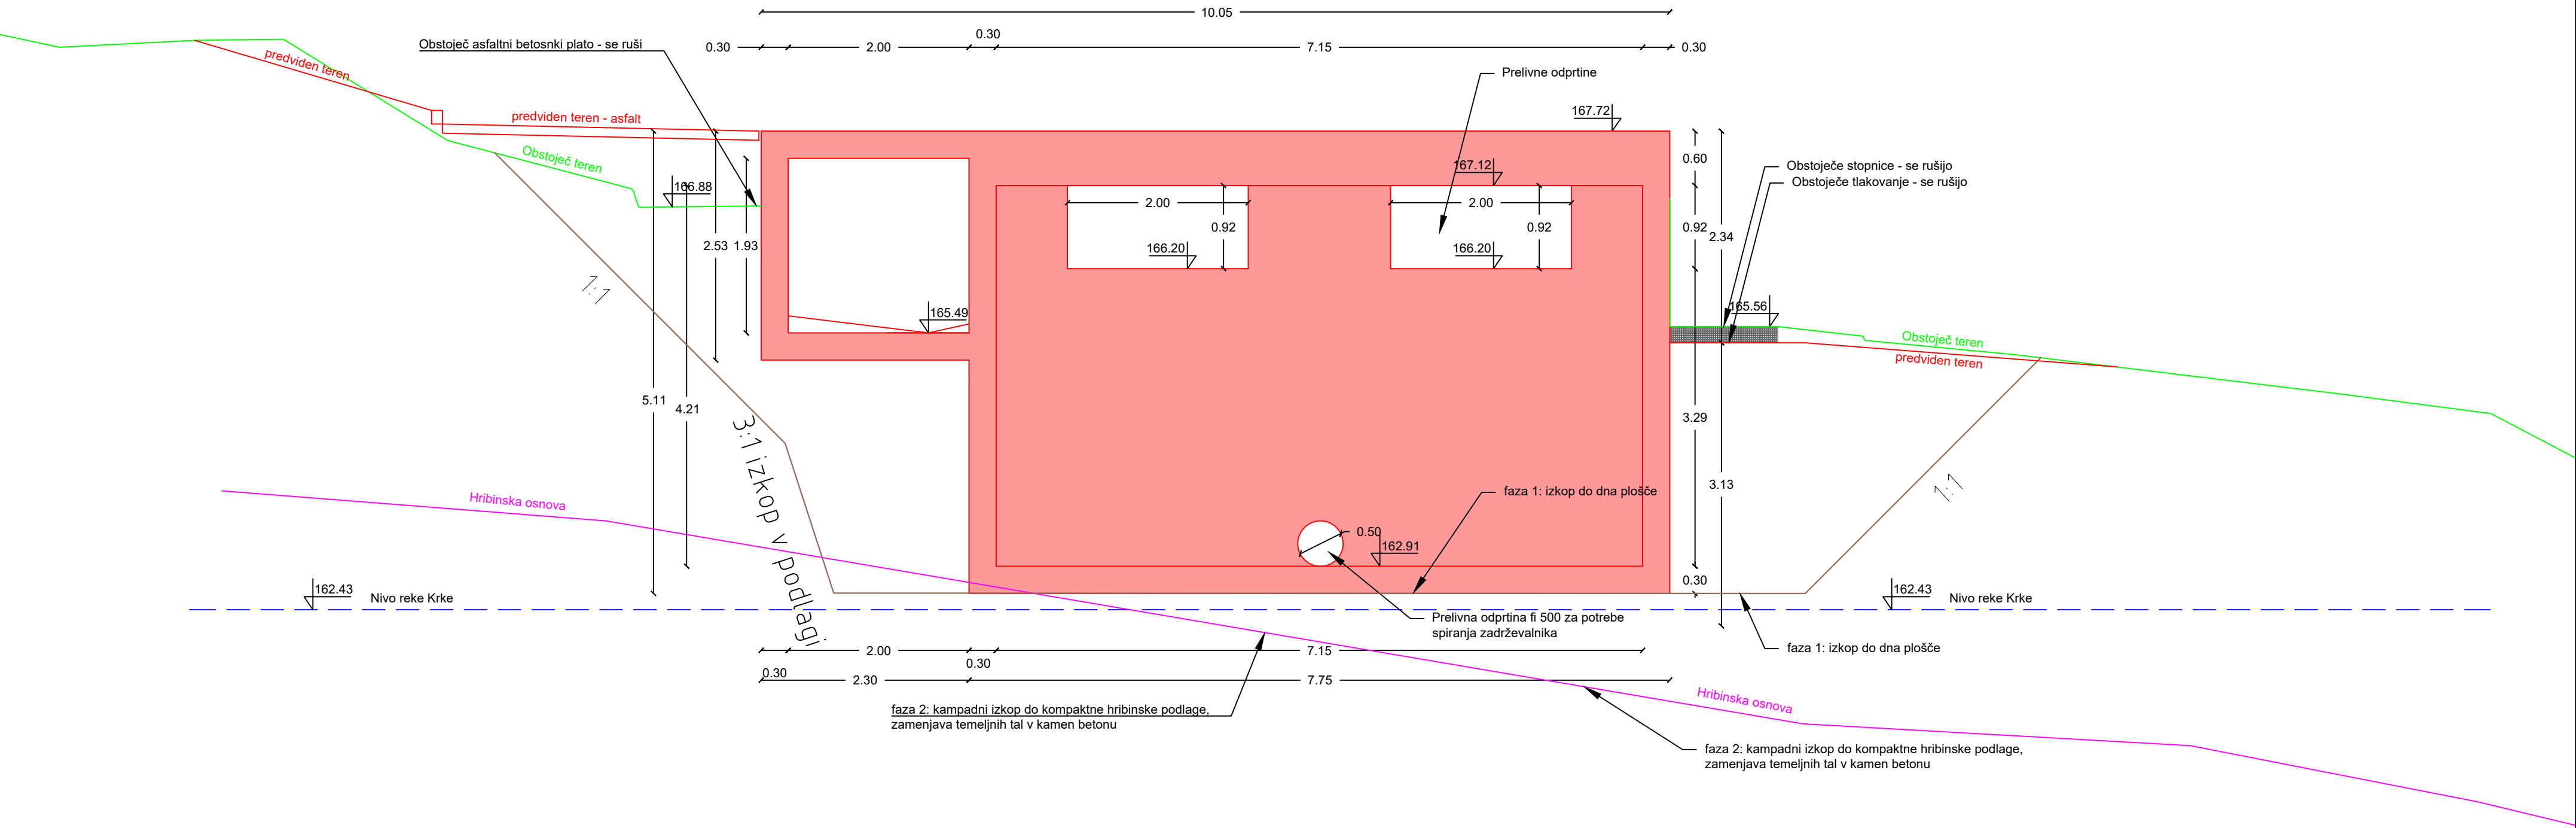 10.05
0.30
2.00
0.30
7.15
0.30
Obstoječ asfaltni betosnki plato - se ruši
predviden teren
predviden teren - asfalt
Obstoječ teren
Prelivne odprtine
167.72
167.12
166.88
0.60
Obstoječe stopnice - se rušijo
Obstoječe tlakovanje - se rušijo
2.00
2.00
0.92
0.92
0.92
2.34
2.53
1.93
166.20
166.20
1:1
165.49
165.56
Obstoječ teren
predviden teren
5.11
4.21
3.29
3:1 izkop v podlagi
Hribinska osnova
faza 1: izkop do dna plošče
3.13
1:1
0.50
162.91
0.30
162.43
Nivo reke Krke
162.43
Nivo reke Krke
Prelivna odprtina fi 500 za potrebe
spiranja zadrževalnika
faza 1: izkop do dna plošče
2.00
0.30
7.15
0.30
2.30
7.75
Hribinska osnova
faza 2: kampadni izkop do kompaktne hribinske podlage,
zamenjava temeljnih tal v kamen betonu
faza 2: kampadni izkop do kompaktne hribinske podlage,
zamenjava temeljnih tal v kamen betonu